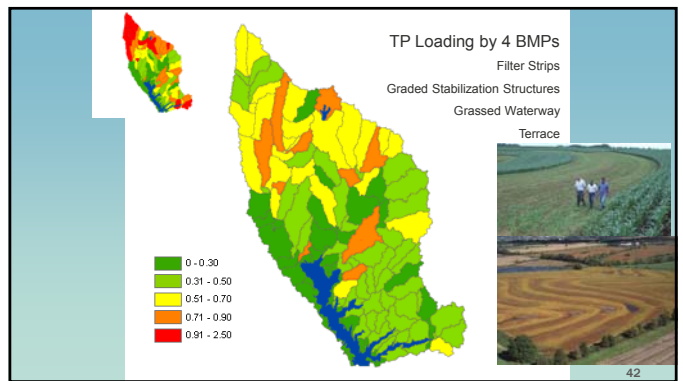 TP Loading by 4 BMPs
Filter Strips
Graded Stabilization Structures
Grassed Waterway
Terrace
0 - 0.30
0.31 - 0.50
0.51 - 0.70
0.71 - 0.90
0.91 - 2.50
42